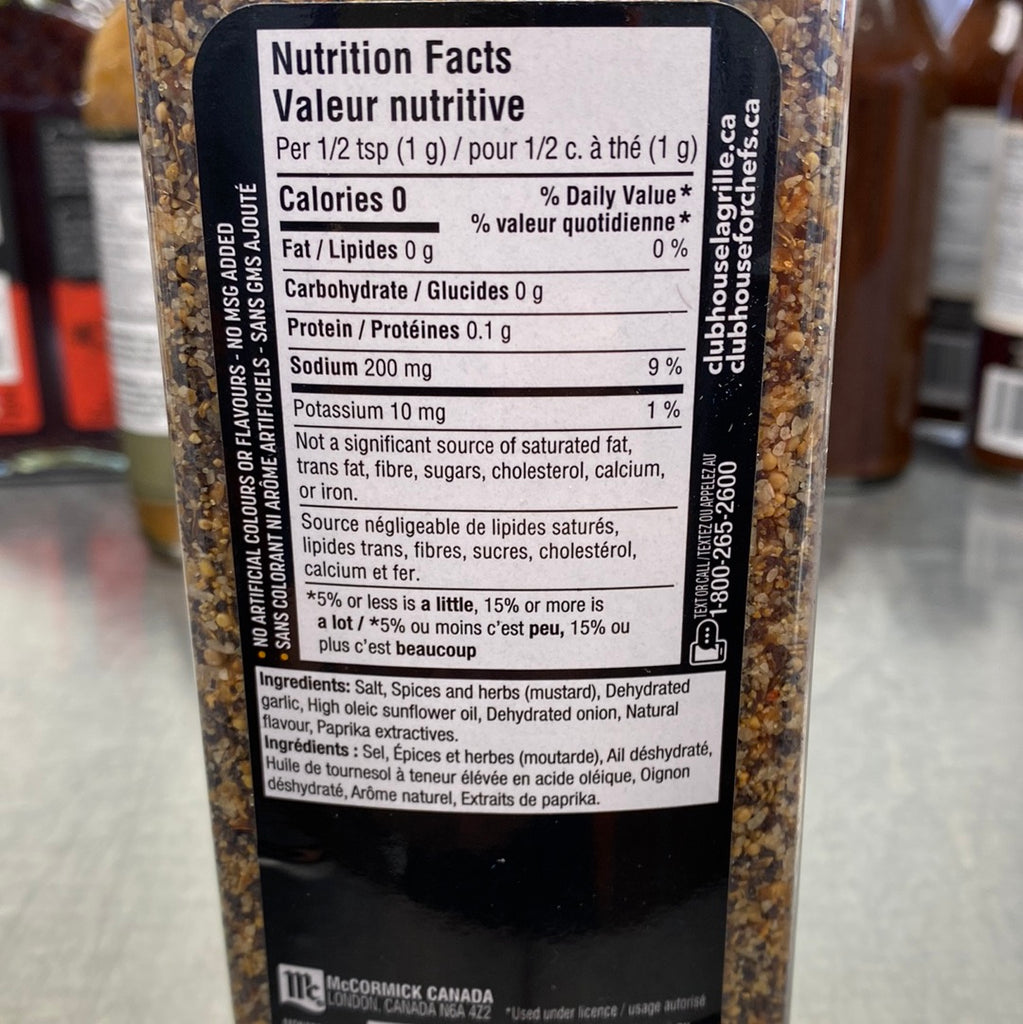 Nutrition Facts
Valeur nutritive
Per 1/2 tsp (1 g) / pour 1/2 c. à thé (1 g)
Calories 0
% Daily Value*
% valeur quotidienne*
Fat / Lipides 0 g 0 %
Carbohydrate / Glucides 0 g
Protein / Protéines 0.1 g
Sodium 200 mg 9 %
Potassium 10 mg 1 %
Not a significant source of saturated fat,
trans fat, fibre, sugars, cholesterol, calcium,
or iron.
Source négligeable de lipides saturés,
lipides trans, fibres, sucres, cholestérol,
calcium et fer.
*5% or less is a little, 15% or more is
a lot / *5% ou moins c'est peu, 15% ou
plus c'est beaucoup
Ingredients: Salt, Spices and herbs (mustard), Dehydrated
garlic, High oleic sunflower oil, Dehydrated onion, Natural
flavour, Paprika extractives.
Ingrédients : Sel, Épices et herbes (moutarde), Ail déshydraté,
Huile de tournesol à teneur élévée en acide oléique, Oignon
déshydraté, Arôme naturel, Extraits de paprika.
• NO ARTIFICIAL COLOURS OR FLAVOURS - NO MSG ADDED
• SANS COLORANT NI ARÔME ARTIFICIELS - SANS GMS AJOUTÉ
clubhouselagrille.ca
clubhouseforchefs.ca
TEXT OR CALL / TEXTEZ OU APPELEZ AU
1-800-265-2600
Mc
McCORMICK CANADA
LONDON, CANADA N6A 4Z2
*Used under licence / usage autorisé